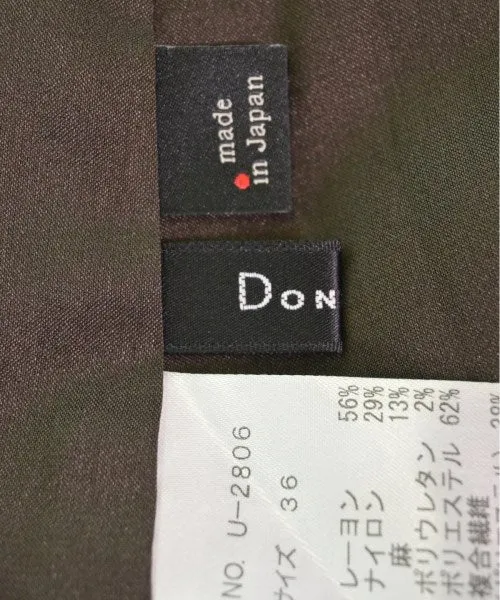 made
in Japan
DON
NO. U-2806
サイズ 36
レーヨン 56%
ナイロン 29%
麻 13%
ポリウレタン 2%
ポリエステル 62%
複合繊維